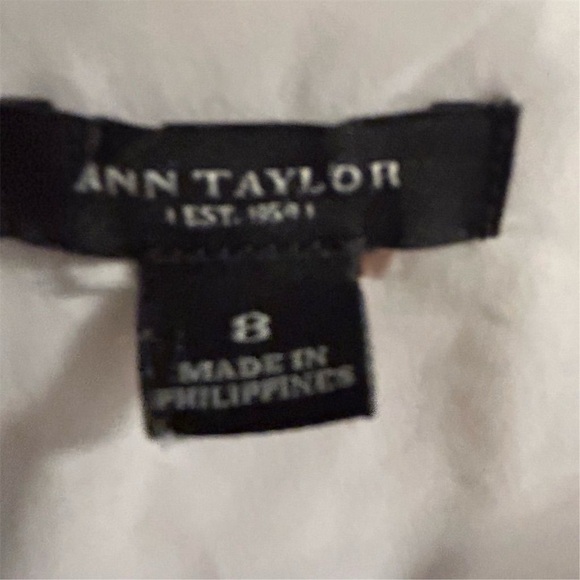 ANN TAYLOR
EST. 1954
8
MADE IN
PHILIPPINES